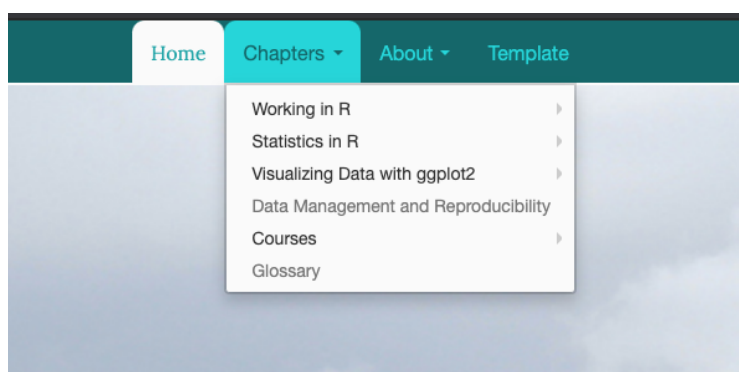 Home Chapters About Template
Working in R
Statistics in R
Visualizing Data with ggplot2
Data Management and Reproducibility
Courses
Glossary